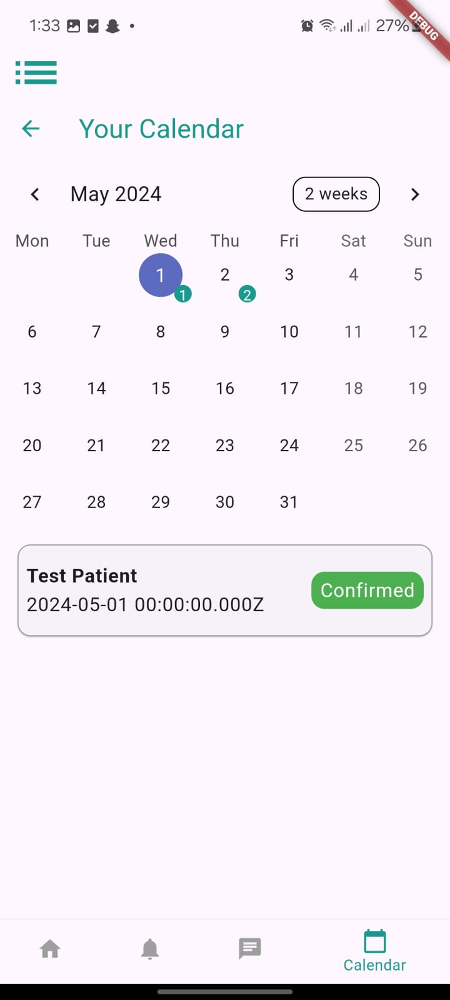 1:33 27%
DEBUG
Your Calendar
May 2024 2 weeks
Mon Tue Wed Thu Fri Sat Sun
1 2 3 4 5
1 2
6 7 8 9 10 11 12
13 14 15 16 17 18 19
20 21 22 23 24 25 26
27 28 29 30 31
Test Patient
Confirmed
2024-05-01 00:00:00.000Z
Calendar